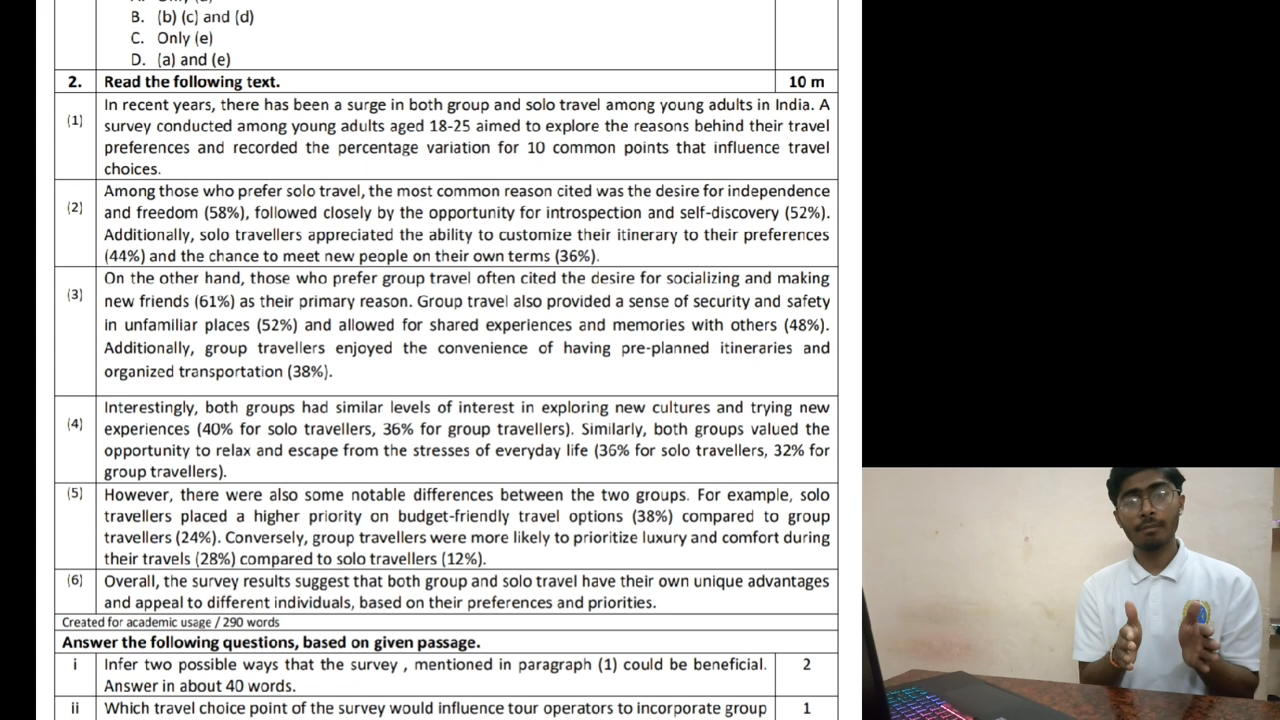 B. (b) (c) and (d)
C. Only (e)
D. (a) and (e)
2. Read the following text. 10 m
(1) In recent years, there has been a surge in both group and solo travel among young adults in India. A
survey conducted among young adults aged 18-25 aimed to explore the reasons behind their travel
preferences and recorded the percentage variation for 10 common points that influence travel
choices.
(2) Among those who prefer solo travel, the most common reason cited was the desire for independence
and freedom (58%), followed closely by the opportunity for introspection and self-discovery (52%).
Additionally, solo travellers appreciated the ability to customize their itinerary to their preferences
(44%) and the chance to meet new people on their own terms (36%).
(3) On the other hand, those who prefer group travel often cited the desire for socializing and making
new friends (61%) as their primary reason. Group travel also provided a sense of security and safety
in unfamiliar places (52%) and allowed for shared experiences and memories with others (48%).
Additionally, group travellers enjoyed the convenience of having pre-planned itineraries and
organized transportation (38%).
(4) Interestingly, both groups had similar levels of interest in exploring new cultures and trying new
experiences (40% for solo travellers, 36% for group travellers). Similarly, both groups valued the
opportunity to relax and escape from the stresses of everyday life (36% for solo travellers, 32% for
group travellers).
(5) However, there were also some notable differences between the two groups. For example, solo
travellers placed a higher priority on budget-friendly travel options (38%) compared to group
travellers (24%). Conversely, group travellers were more likely to prioritize luxury and comfort during
their travels (28%) compared to solo travellers (12%).
(6) Overall, the survey results suggest that both group and solo travel have their own unique advantages
and appeal to different individuals, based on their preferences and priorities.
Created for academic usage / 290 words
Answer the following questions, based on given passage.
i Infer two possible ways that the survey , mentioned in paragraph (1) could be beneficial. 2
Answer in about 40 words.
ii Which travel choice point of the survey would influence tour operators to incorporate group 1